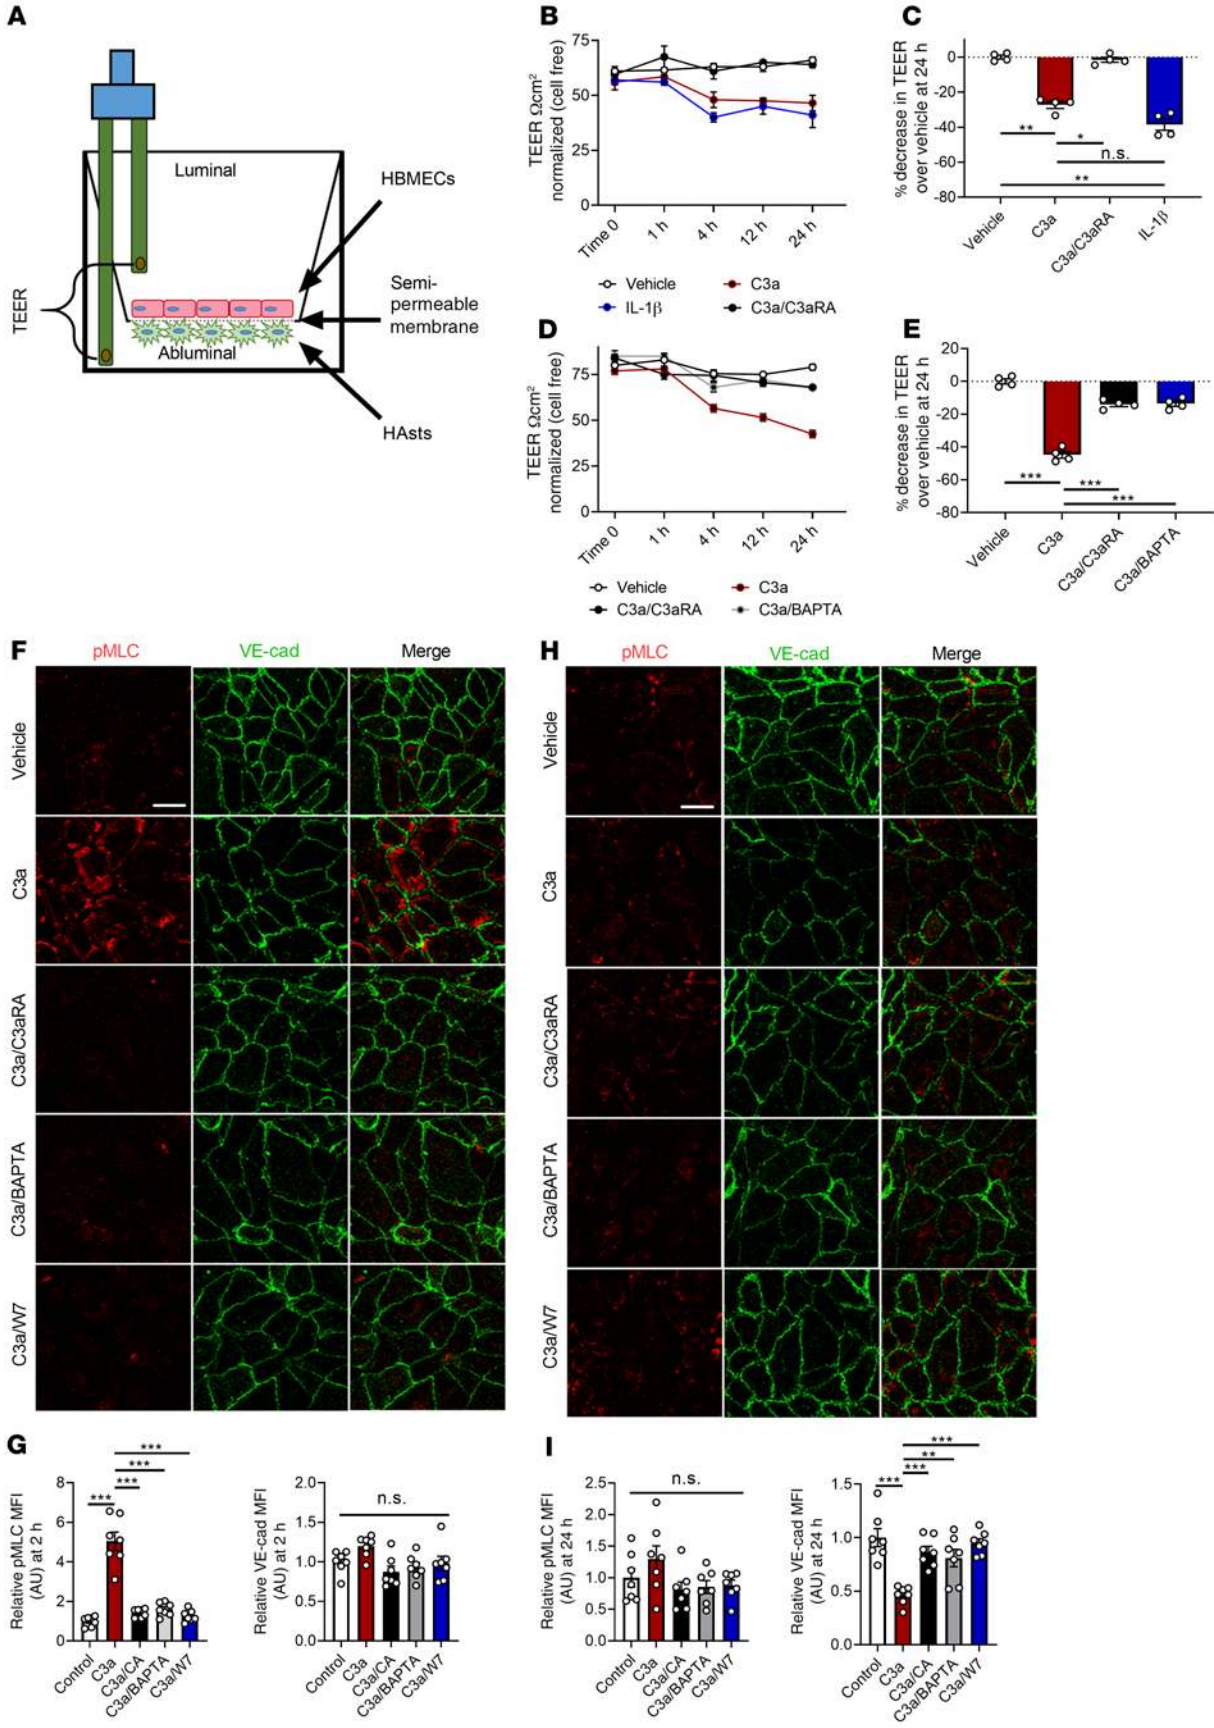 A
Luminal
HBMECs
Semi-
permeable
membrane
TEER
Abluminal
HAsts
B
TEER Ωcm²
normalized (cell free)
75
50
25
0
Time 0
1 h
4 h
12 h
24 h
Vehicle
C3a
IL-1β
C3a/C3aRA
C
% decrease in TEER
over vehicle at 24 h
0
-20
-40
-60
-80
**
*
n.s.
**
Vehicle
C3a
C3a/C3aRA
IL-1β
D
TEER Ωcm²
normalized (cell free)
75
50
25
0
Time 0
1 h
4 h
12 h
24 h
Vehicle
C3a
C3a/C3aRA
C3a/BAPTA
E
% decrease in TEER
over vehicle at 24 h
20
0
-20
-40
-60
-80
***
***
***
Vehicle
C3a
C3a/C3aRA
C3a/BAPTA
F
pMLC
VE-cad
Merge
Vehicle
C3a
C3a/C3aRA
C3a/BAPTA
C3a/W7
H
pMLC
VE-cad
Merge
Vehicle
C3a
C3a/C3aRA
C3a/BAPTA
C3a/W7
G
Relative pMLC MFI
(AU) at 2 h
8
6
4
2
0
***
***
***
***
Control
C3a
C3a/CA
C3a/BAPTA
C3a/W7
Relative VE-cad MFI
(AU) at 2 h
2.0
1.5
1.0
0.5
0.0
n.s.
Control
C3a
C3a/CA
C3a/BAPTA
C3a/W7
I
Relative pMLC MFI
(AU) at 24 h
2.5
2.0
1.5
1.0
0.5
0.0
n.s.
Control
C3a
C3a/CA
C3a/BAPTA
C3a/W7
Relative VE-cad MFI
(AU) at 24 h
1.5
1.0
0.5
0.0
***
**
***
***
Control
C3a
C3a/CA
C3a/BAPTA
C3a/W7